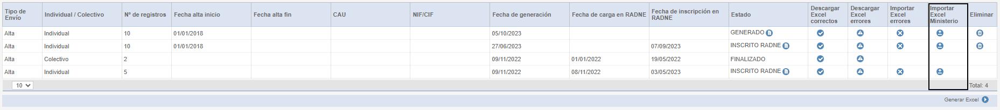 Tipo de Envío Individual / Colectivo Nº de registros Fecha alta inicio Fecha alta fin CAU NIF/CIF Fecha de generación Fecha de carga en RADNE Fecha de inscripción en RADNE Estado Descargar Excel correctos Descargar Excel errores Importar Excel errores Importar Excel Ministerio Eliminar
Alta Individual 10 01/01/2018 05/10/2023 GENERADO
Alta Individual 10 01/01/2018 27/06/2023 07/09/2023 INSCRITO RADNE
Alta Colectivo 2 09/11/2022 01/01/2022 19/05/2022 FINALIZADO
Alta Individual 5 09/11/2022 08/11/2022 03/05/2023 INSCRITO RADNE
10 Total: 4
Generar Excel